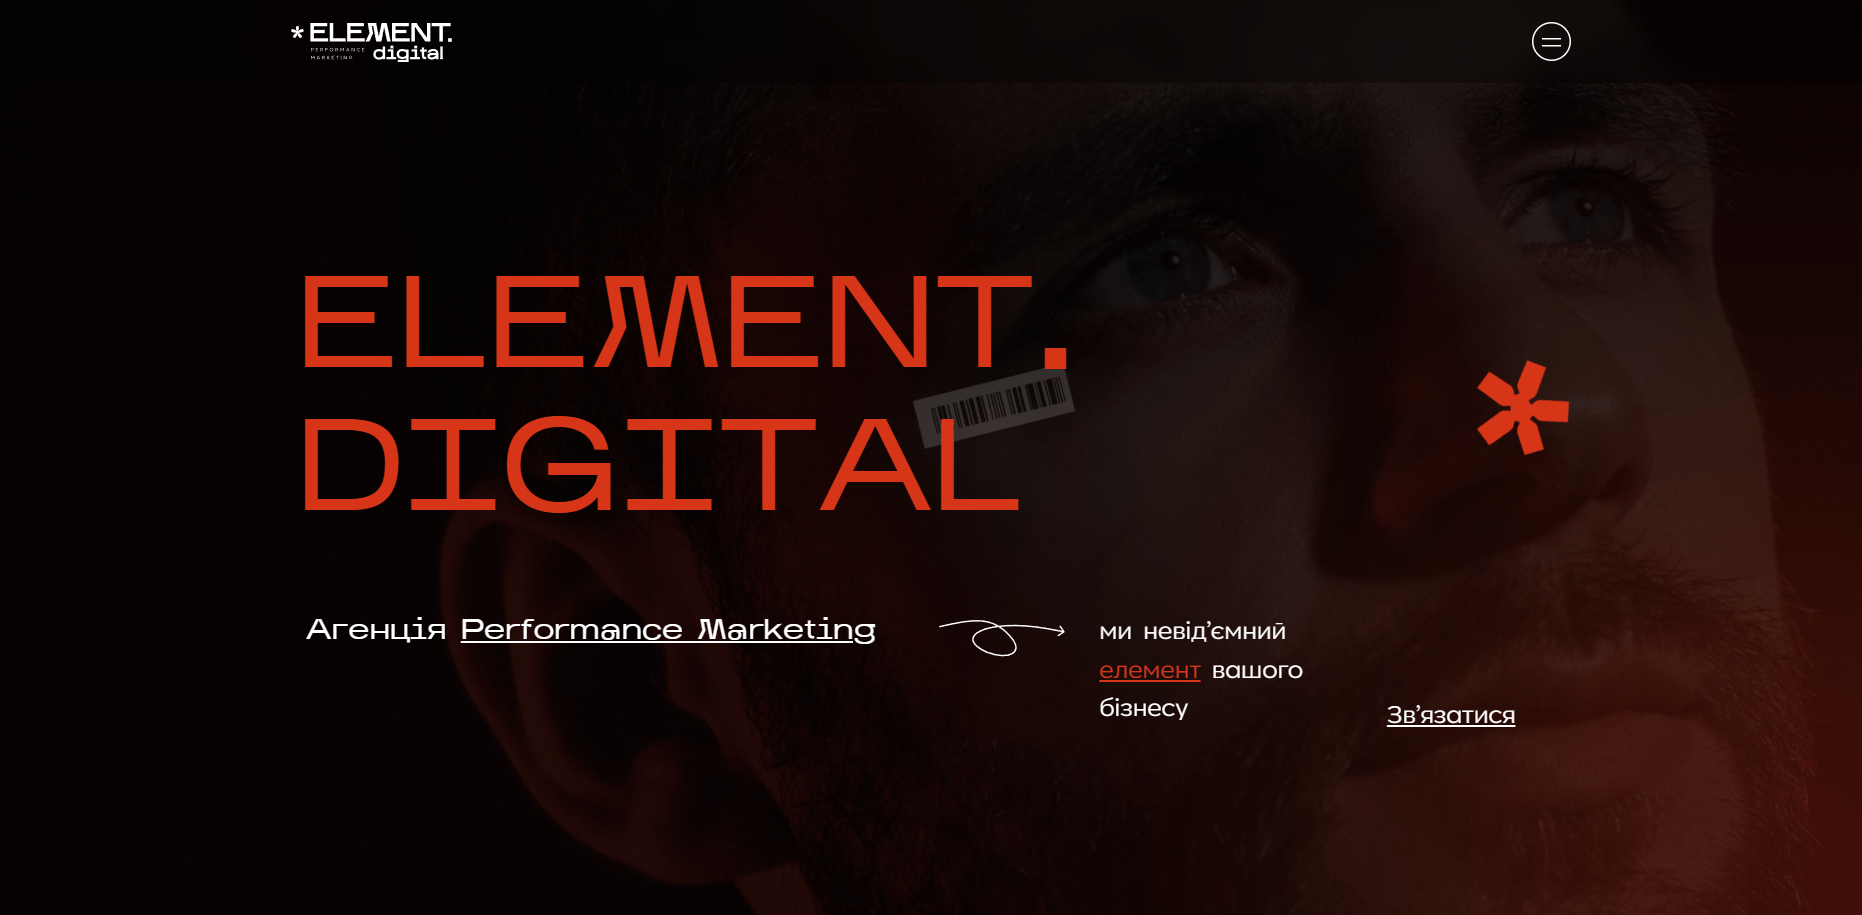 * ELEMENT.
PERFORMANCE
MARKETING
digital
ELEMENT.
DIGITAL
Агенція Performance Marketing
ми невід’ємний
елемент вашого
бізнесу
Зв’язатися